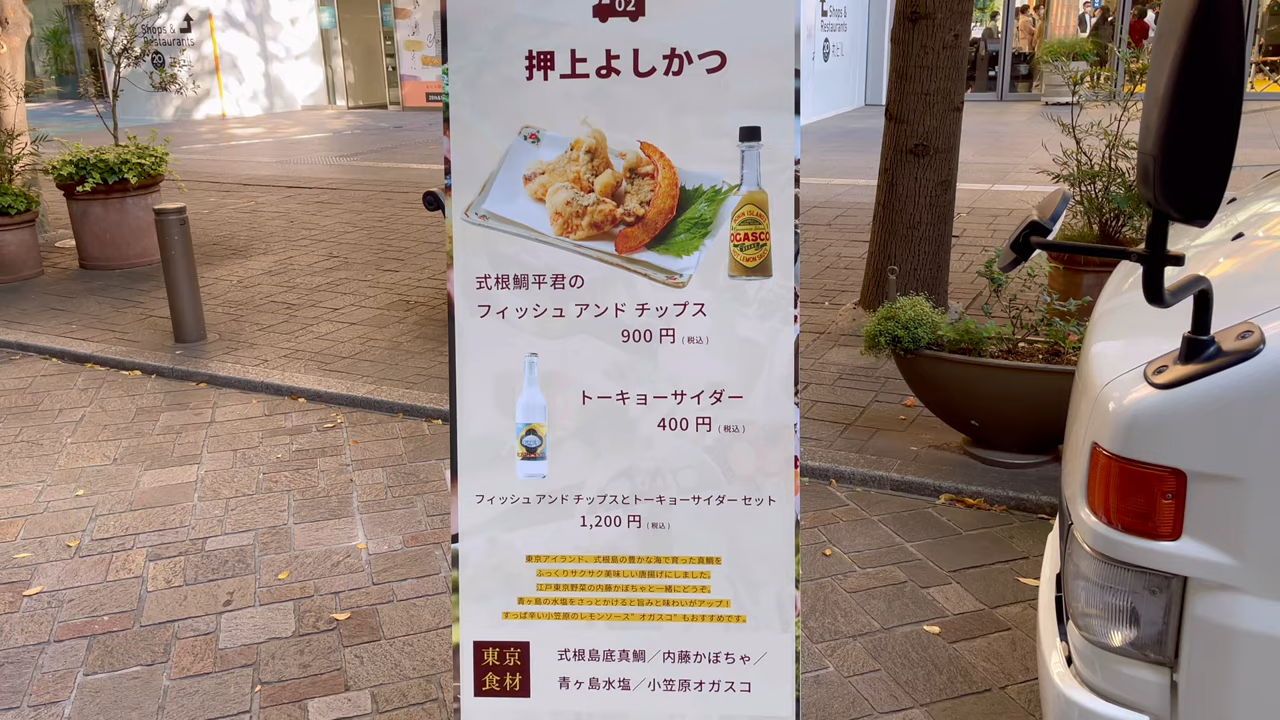 Shops &
Restaurants
02
押上よしかつ
BONIN ISLAND
OGASCO
HOT LEMON SAUCE
式根鯛平君の
フィッシュ アンド チップス
900 円 (税込)
トーキョーサイダー
400 円 (税込)
フィッシュ アンド チップスとトーキョーサイダー セット
1,200 円 (税込)
東京アイランド、式根島の豊かな海で育った真鯛を
ふっくりサクサク美味しい唐揚げにしました。
江戸東京野菜の内藤かぼちゃと一緒にどうぞ。
青ヶ島の水塩をさっとかけると旨みと味わいがアップ!
すっぱ辛い小笠原のレモンソース”オガスコ”もおすすめです。
東京
食材
式根島底真鯛／内藤かぼちゃ／
青ヶ島水塩／小笠原オガスコ
Shops &
Restaurants